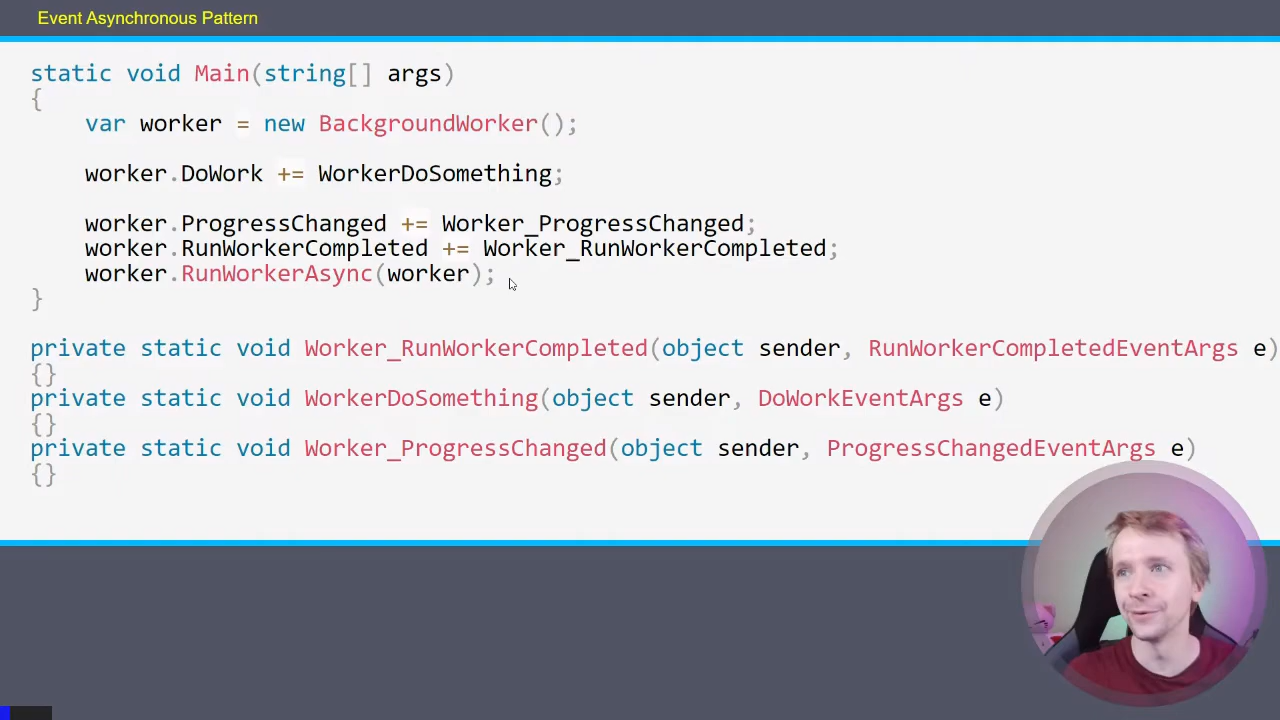 Event Asynchronous Pattern
static void Main(string[] args)
{
var worker = new BackgroundWorker();
worker.DoWork += WorkerDoSomething;
worker.ProgressChanged += Worker_ProgressChanged;
worker.RunWorkerCompleted += Worker_RunWorkerCompleted;
worker.RunWorkerAsync(worker);
}
private static void Worker_RunWorkerCompleted(object sender, RunWorkerCompletedEventArgs e)
{}
private static void WorkerDoSomething(object sender, DoWorkEventArgs e)
{}
private static void Worker_ProgressChanged(object sender, ProgressChangedEventArgs e)
{}